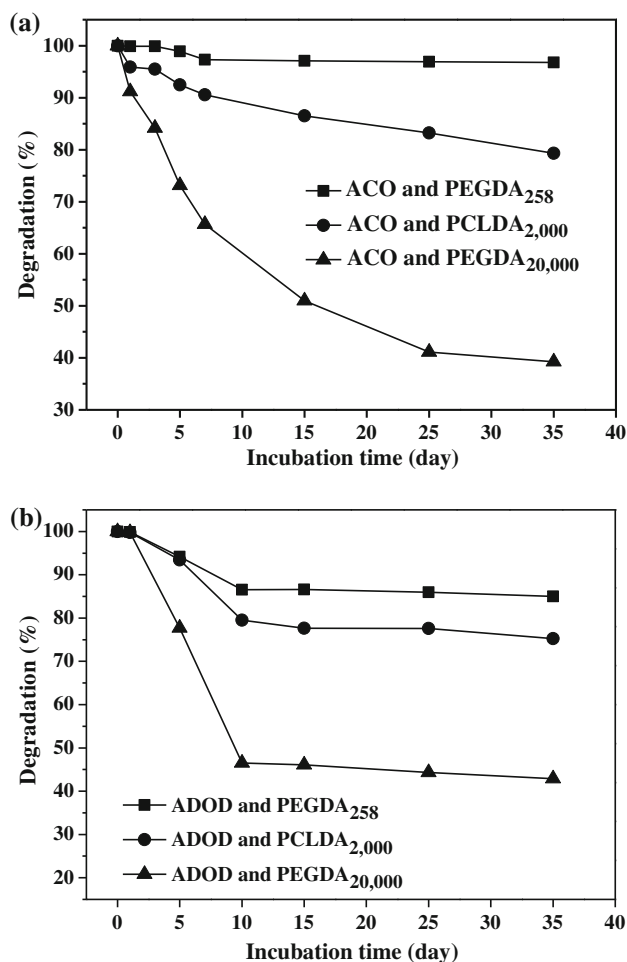 (a)
100
90
80
70
60
50
40
30
Degradation (%)
ACO and PEGDA258
ACO and PCLDA2,000
ACO and PEGDA20,000
0 5 10 15 20 25 30 35 40
Incubation time (day)
(b)
100
90
80
70
60
50
40
30
20
Degradation (%)
ADOD and PEGDA258
ADOD and PCLDA2,000
ADOD and PEGDA20,000
0 5 10 15 20 25 30 35 40
Incubation time (day)